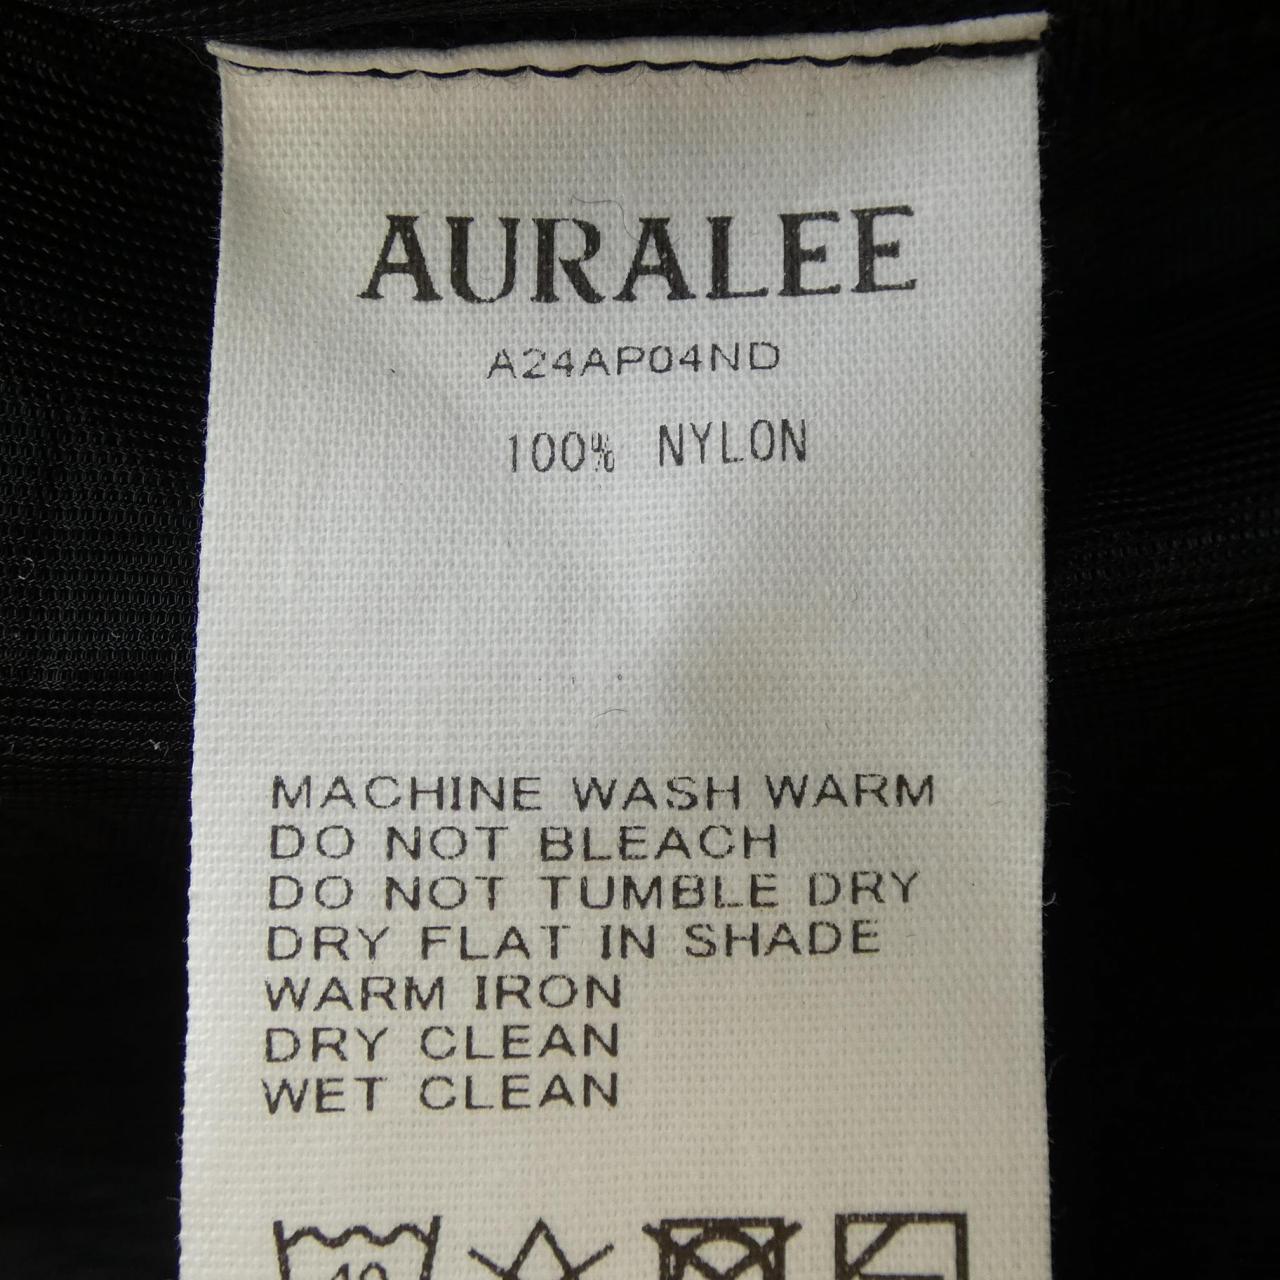 AURALEE
A24AP04ND
100% NYLON
MACHINE WASH WARM
DO NOT BLEACH
DO NOT TUMBLE DRY
DRY FLAT IN SHADE
WARM IRON
DRY CLEAN
WET CLEAN
40